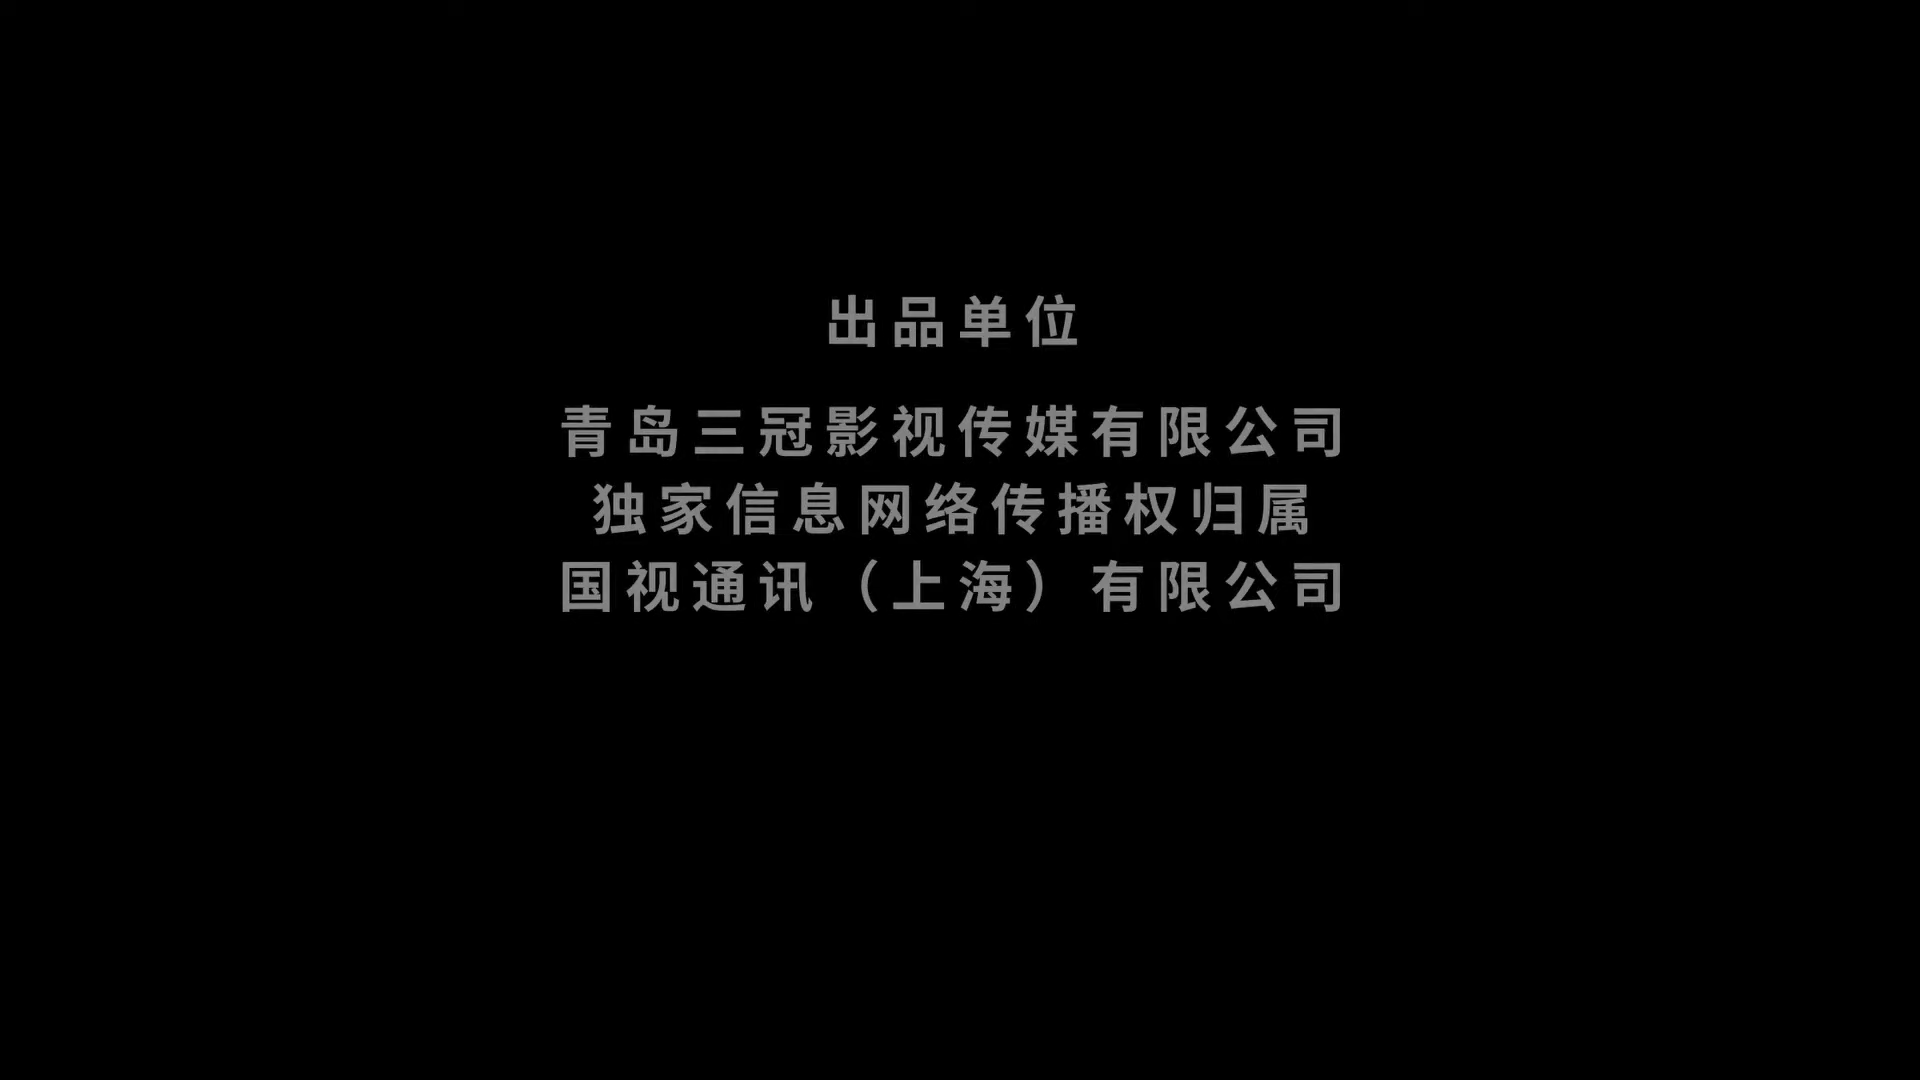 出品单位
青岛三冠影视传媒有限公司
独家信息网络传播权归属
国视通讯（上海）有限公司